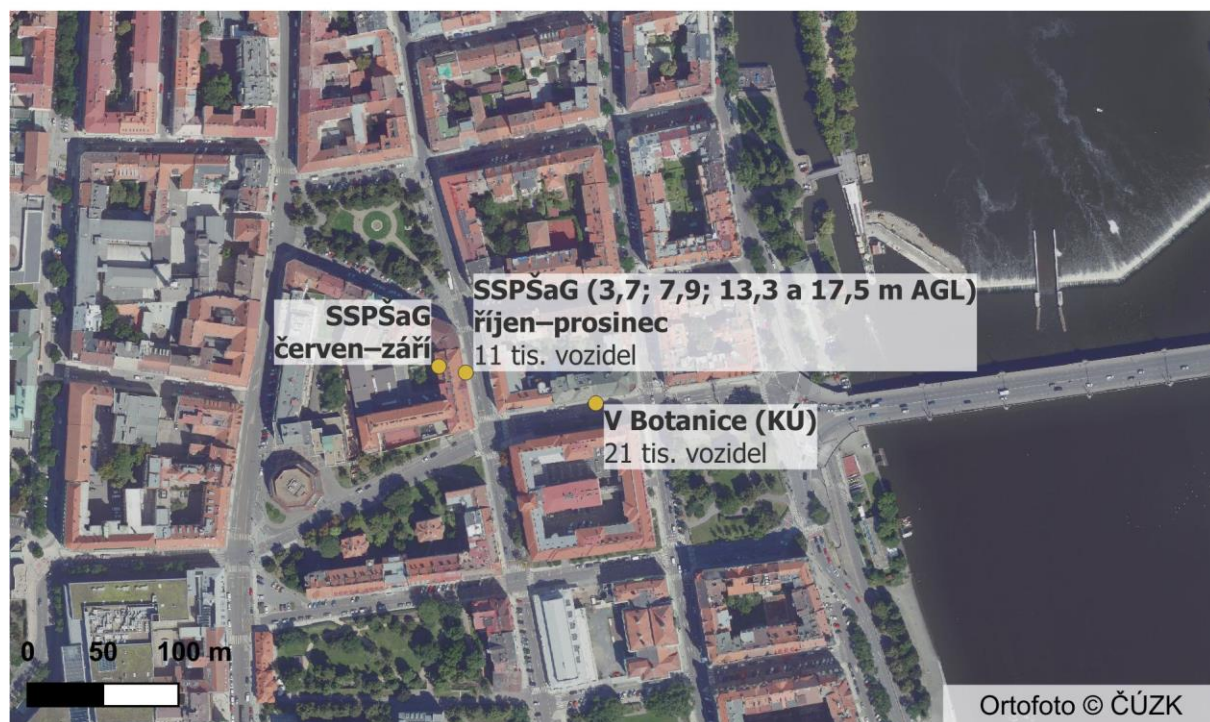 SSPŠaG
červen–září
SSPŠaG (3,7; 7,9; 13,3 a 17,5 m AGL)
říjen–prosinec
11 tis. vozidel
V Botanice (KÚ)
21 tis. vozidel
0 50 100 m
Ortofoto © ČÚZK